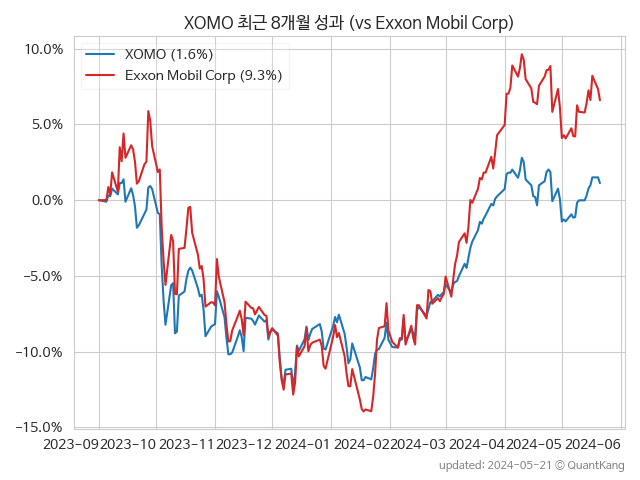 XOMO 최근 8개월 성과 (vs Exxon Mobil Corp)
XOMO (1.6%)
Exxon Mobil Corp (9.3%)
10.0%
5.0%
0.0%
−5.0%
−10.0%
−15.0%
2023-09 2023-10 2023-11 2023-12 2024-01 2024-02 2024-03 2024-04 2024-05 2024-06
updated: 2024-05-21 © QuantKang